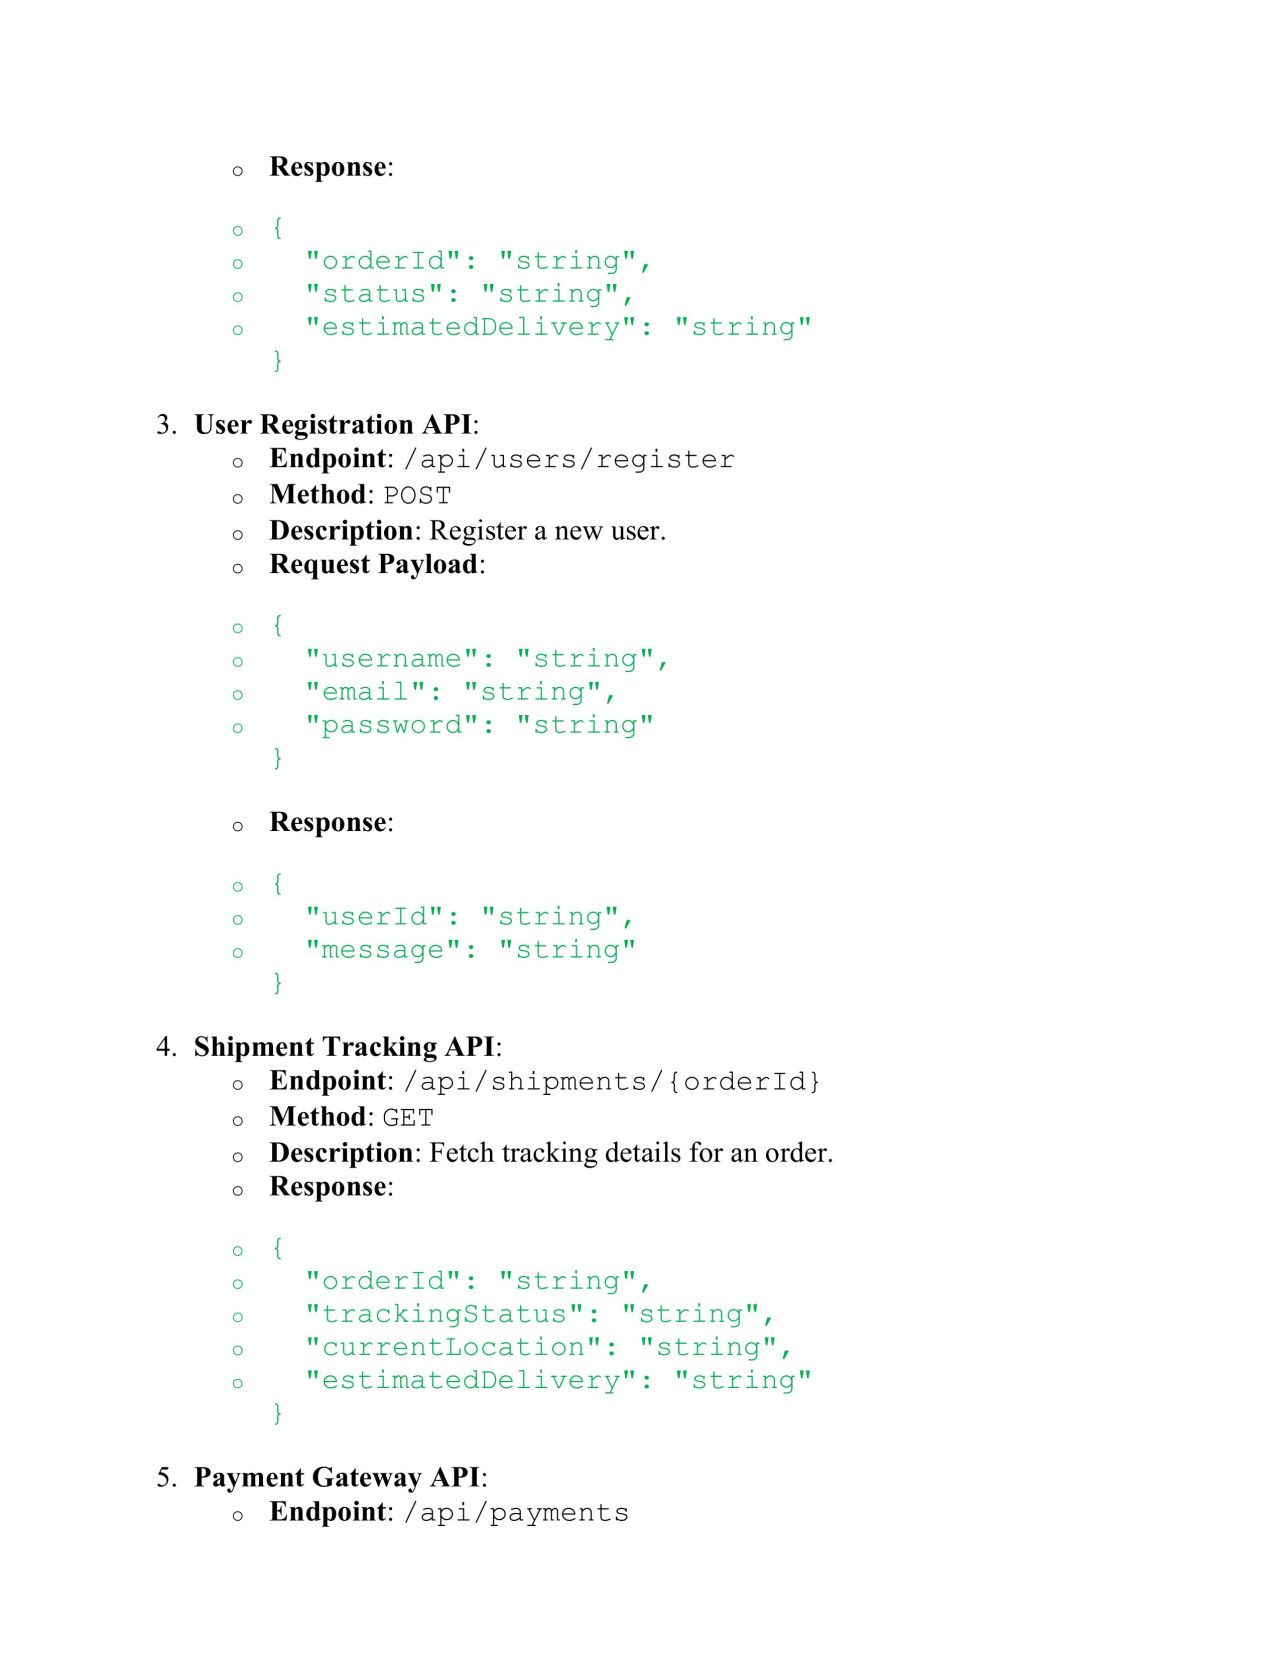 ○ Response:
○ {
○ "orderId": "string",
○ "status": "string",
○ "estimatedDelivery": "string"
}
3. User Registration API:
○ Endpoint: /api/users/register
○ Method: POST
○ Description: Register a new user.
○ Request Payload:
○ {
○ "username": "string",
○ "email": "string",
○ "password": "string"
}
○ Response:
○ {
○ "userId": "string",
○ "message": "string"
}
4. Shipment Tracking API:
○ Endpoint: /api/shipments/{orderId}
○ Method: GET
○ Description: Fetch tracking details for an order.
○ Response:
○ {
○ "orderId": "string",
○ "trackingStatus": "string",
○ "currentLocation": "string",
○ "estimatedDelivery": "string"
}
5. Payment Gateway API:
○ Endpoint: /api/payments